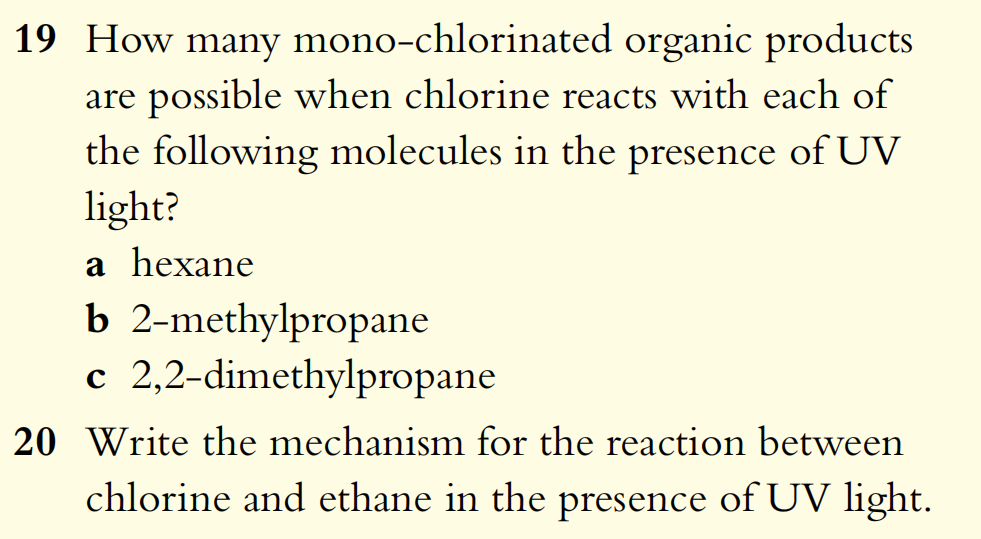 19 How many mono-chlorinated organic products
are possible when chlorine reacts with each of
the following molecules in the presence of UV
light?
a hexane
b 2-methylpropane
c 2,2-dimethylpropane
20 Write the mechanism for the reaction between
chlorine and ethane in the presence of UV light.